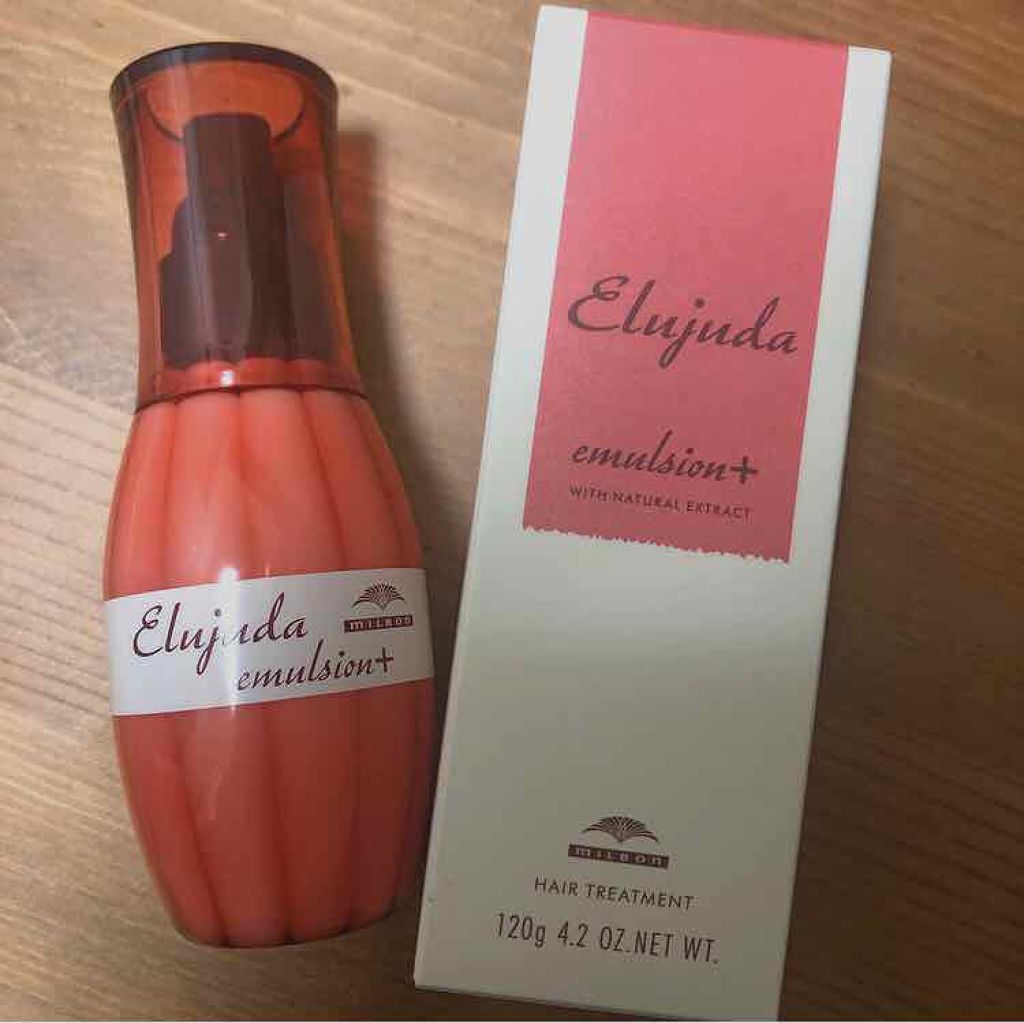 Elujuda
milbon
emulsion+
Elujuda
emulsion+
WITH NATURAL EXTRACT
milbon
HAIR TREATMENT
120g 4.2 OZ.NET WT.